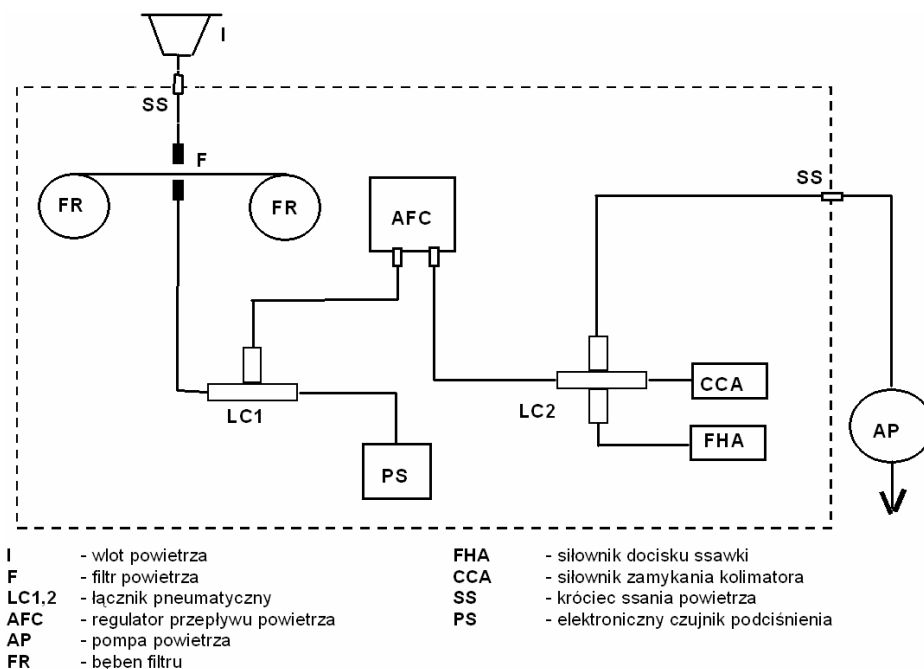 I
SS
F
FR
FR
AFC
SS
LC1
LC2
CCA
FHA
PS
AP
I - wlot powietrza
F - filtr powietrza
LC1,2 - łącznik pneumatyczny
AFC - regulator przepływu powietrza
AP - pompa powietrza
FR - bęben filtru
FHA - siłownik docisku ssawki
CCA - siłownik zamykania kolimatora
SS - króciec ssania powietrza
PS - elektroniczny czujnik podciśnienia